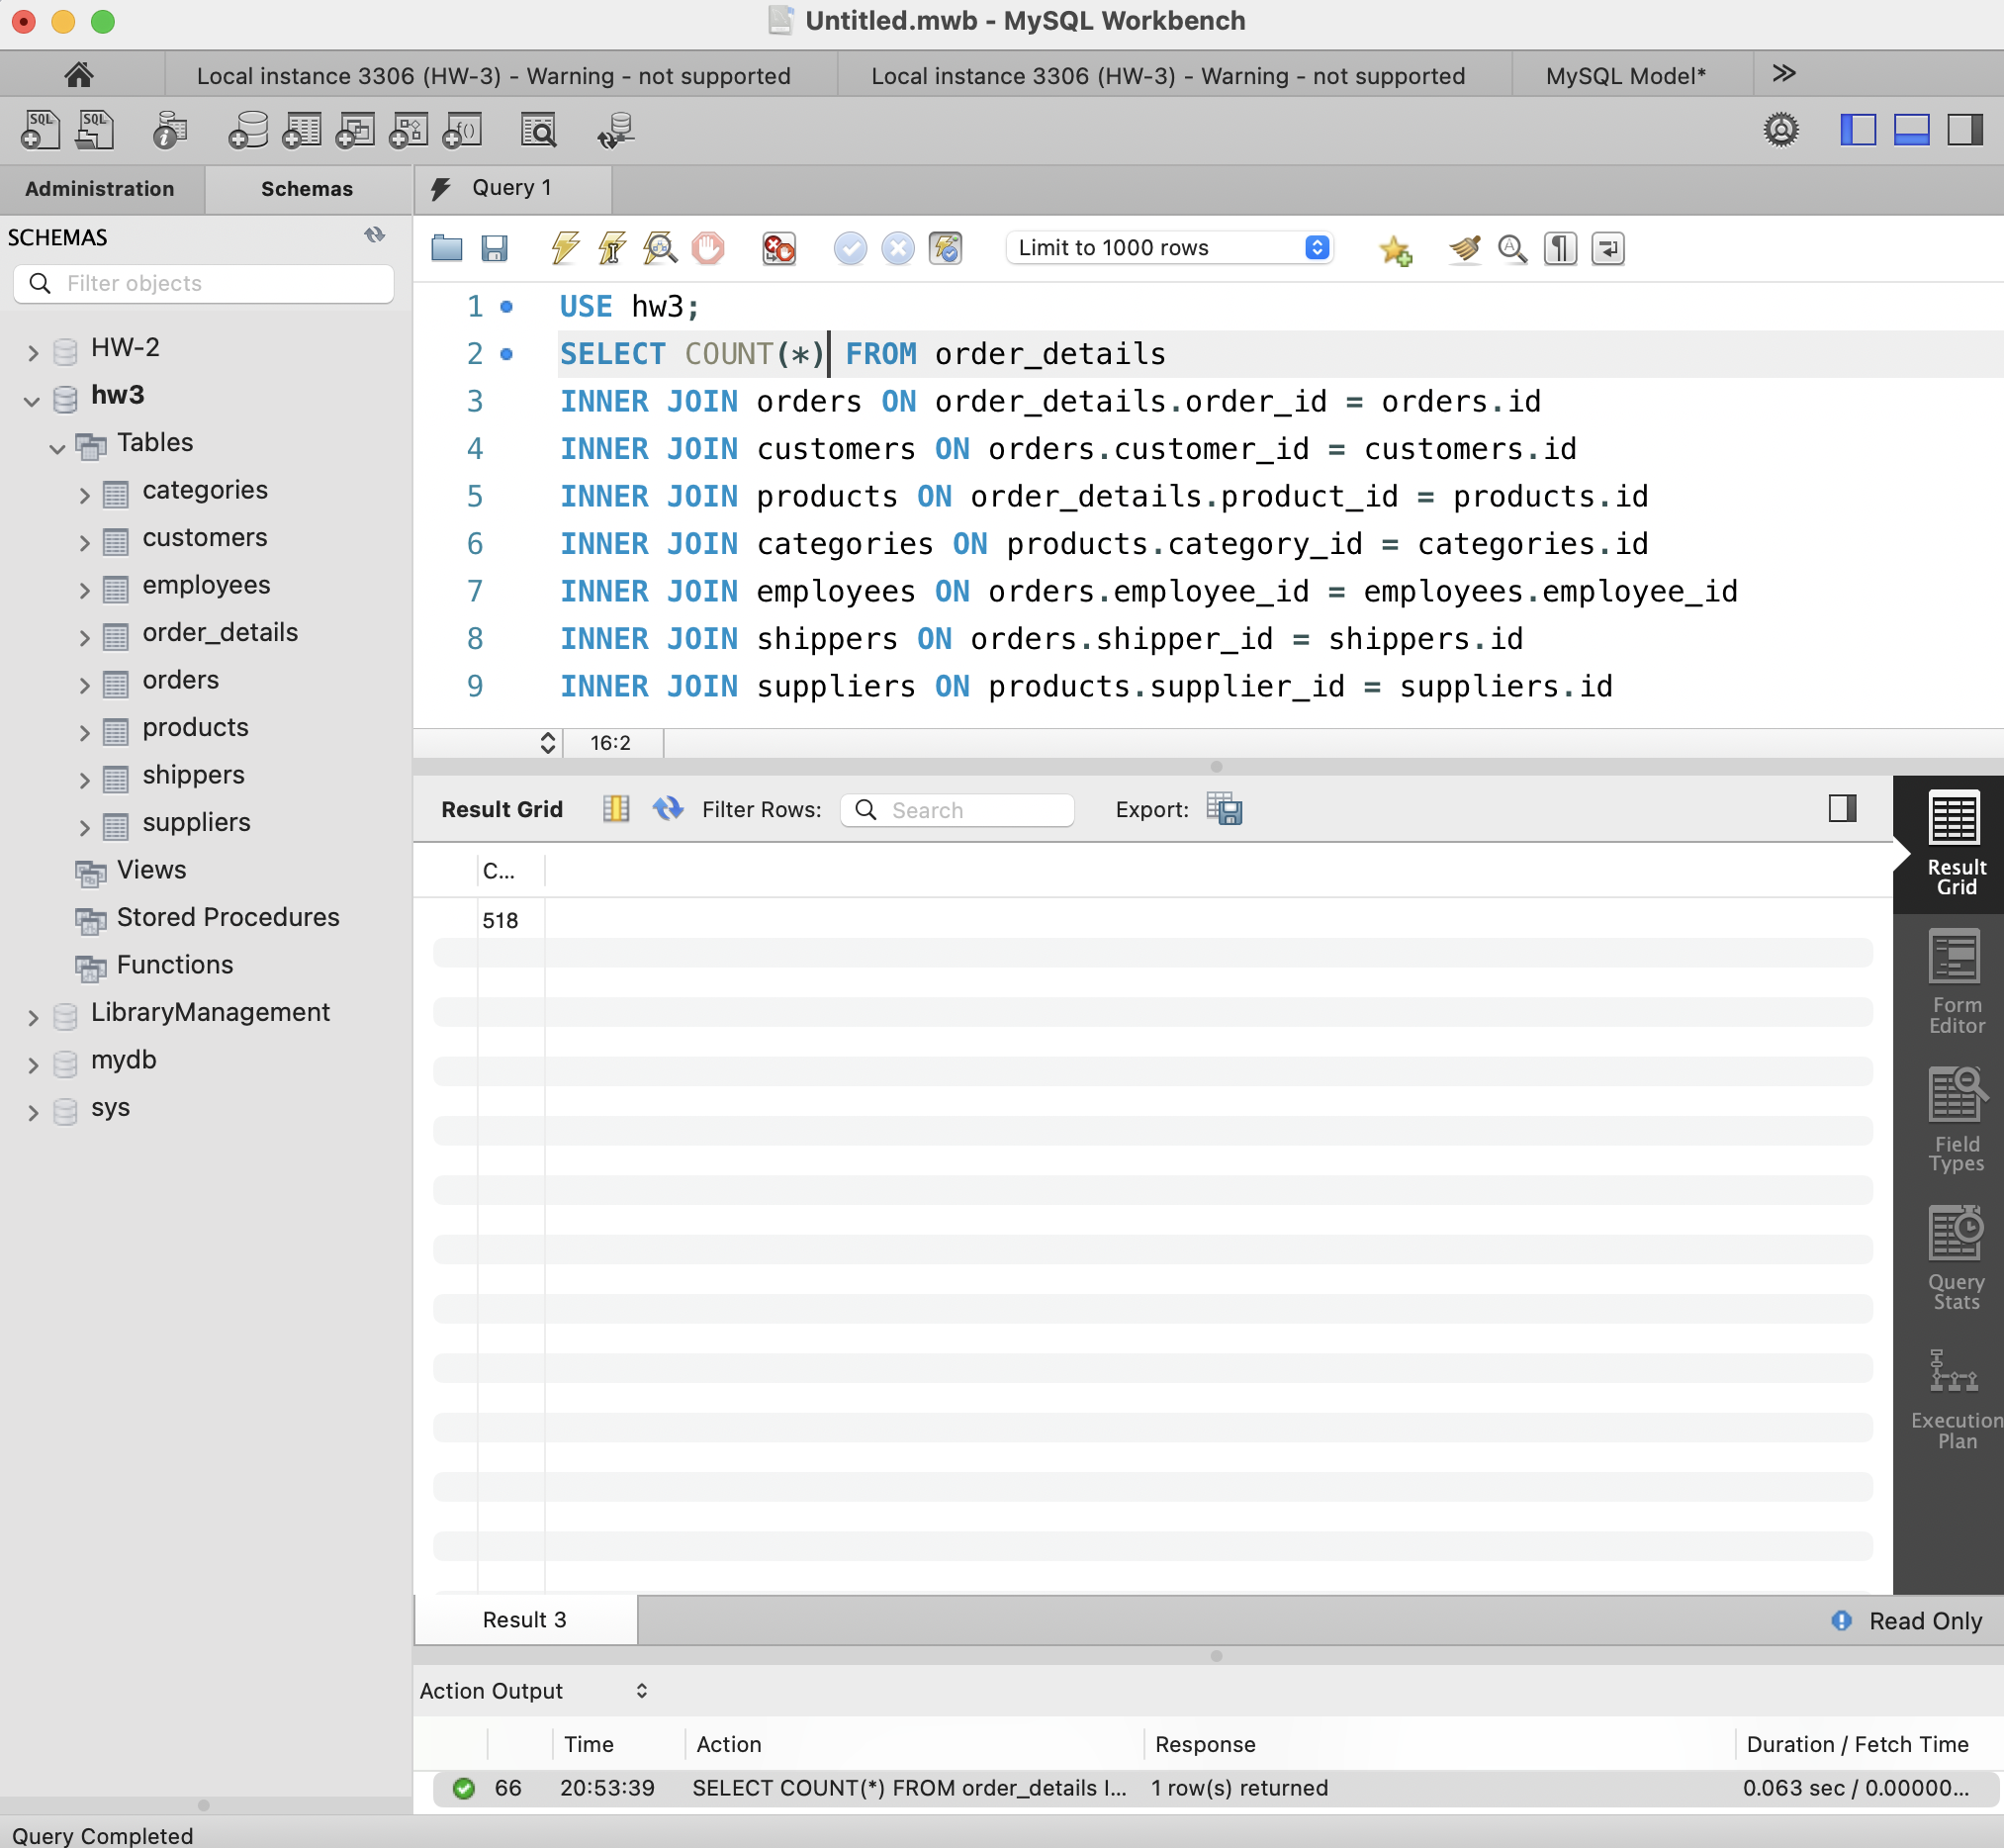 Untitled.mwb - MySQL Workbench
Local instance 3306 (HW-3) - Warning - not supported
Local instance 3306 (HW-3) - Warning - not supported
MySQL Model*
SQL
SQL
Administration
Schemas
Query 1
SCHEMAS
Filter objects
HW-2
hw3
Tables
categories
customers
employees
order_details
orders
products
shippers
suppliers
Views
Stored Procedures
Functions
LibraryManagement
mydb
sys
Limit to 1000 rows
1 USE hw3;
2 SELECT COUNT(*) FROM order_details
3 INNER JOIN orders ON order_details.order_id = orders.id
4 INNER JOIN customers ON orders.customer_id = customers.id
5 INNER JOIN products ON order_details.product_id = products.id
6 INNER JOIN categories ON products.category_id = categories.id
7 INNER JOIN employees ON orders.employee_id = employees.employee_id
8 INNER JOIN shippers ON orders.shipper_id = shippers.id
9 INNER JOIN suppliers ON products.supplier_id = suppliers.id
16:2
Result Grid
Filter Rows:
Search
Export:
C...
518
Result
Grid
Form
Editor
Field
Types
Query
Stats
Execution
Plan
Result 3
Read Only
Action Output
Time Action Response Duration / Fetch Time
66 20:53:39 SELECT COUNT(*) FROM order_details I... 1 row(s) returned 0.063 sec / 0.00000...
Query Completed